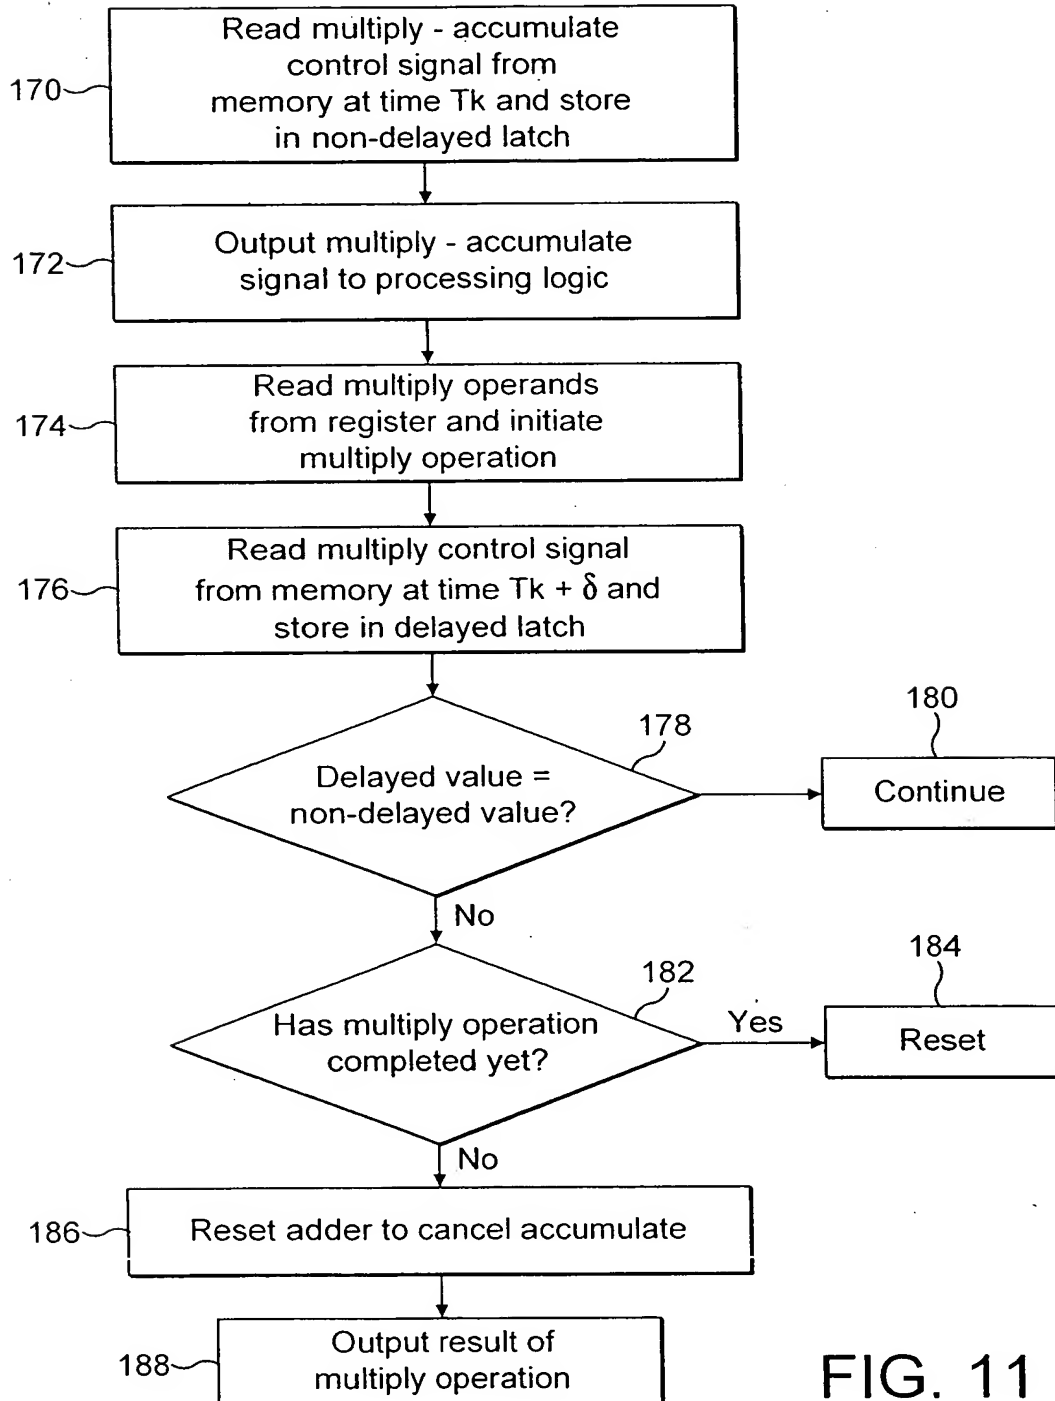 170
Read multiply - accumulate
control signal from
memory at time Tk and store
in non-delayed latch
172
Output multiply - accumulate
signal to processing logic
174
Read multiply operands
from register and initiate
multiply operation
176
Read multiply control signal
from memory at time Tk + δ and
store in delayed latch
178
Delayed value =
non-delayed value?
180
Continue
No
182
Has multiply operation
completed yet?
Yes
184
Reset
No
186
Reset adder to cancel accumulate
188
Output result of
multiply operation
FIG. 11